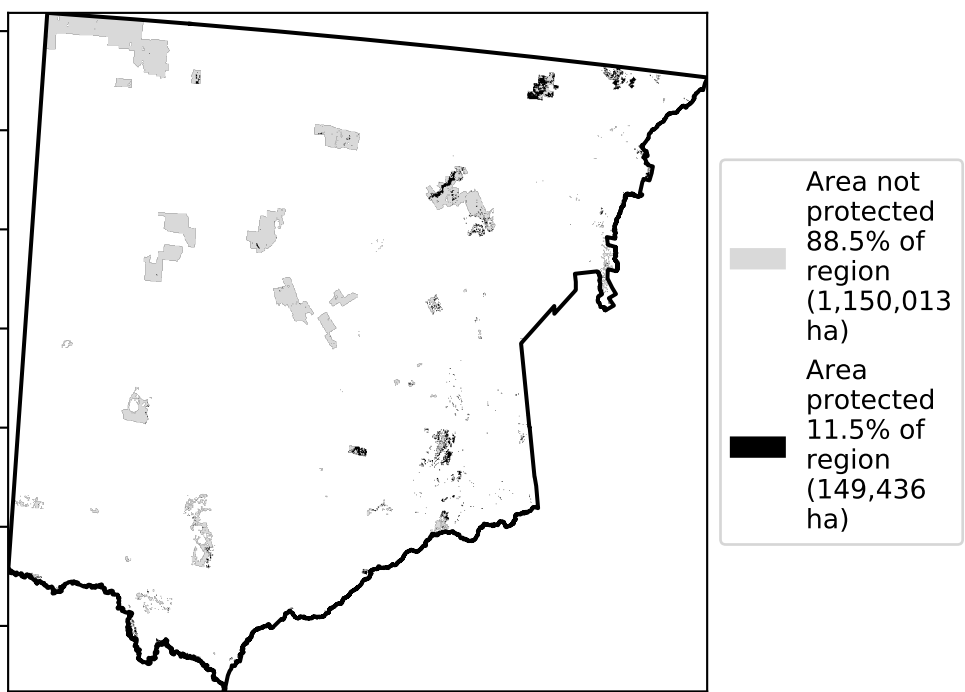 Area not
protected
88.5% of
region
(1,150,013
ha)
Area
protected
11.5% of
region
(149,436
ha)